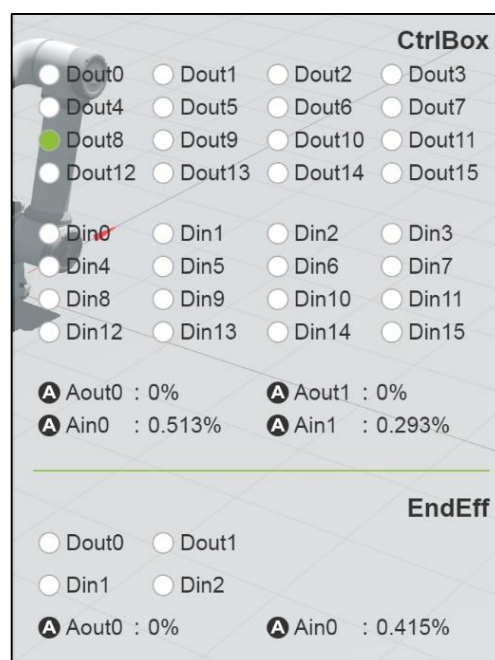 CtrlBox
Dout0 Dout1 Dout2 Dout3
Dout4 Dout5 Dout6 Dout7
Dout8 Dout9 Dout10 Dout11
Dout12 Dout13 Dout14 Dout15
Din0 Din1 Din2 Din3
Din4 Din5 Din6 Din7
Din8 Din9 Din10 Din11
Din12 Din13 Din14 Din15
A Aout0 : 0% A Aout1 : 0%
A Ain0 : 0.513% A Ain1 : 0.293%
EndEff
Dout0 Dout1
Din1 Din2
A Aout0 : 0% A Ain0 : 0.415%